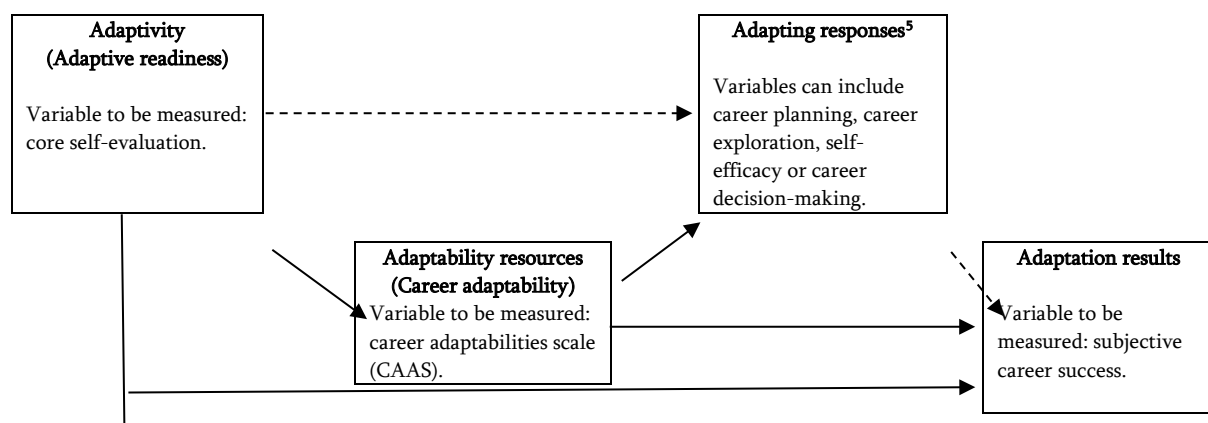 Adaptivity
(Adaptive readiness)
Variable to be measured:
core self-evaluation.
Adapting responses⁵
Variables can include
career planning, career
exploration, self-
efficacy or career
decision-making.
Adaptability resources
(Career adaptability)
Variable to be measured:
career adaptabilities scale
(CAAS).
Adaptation results
Variable to be
measured: subjective
career success.